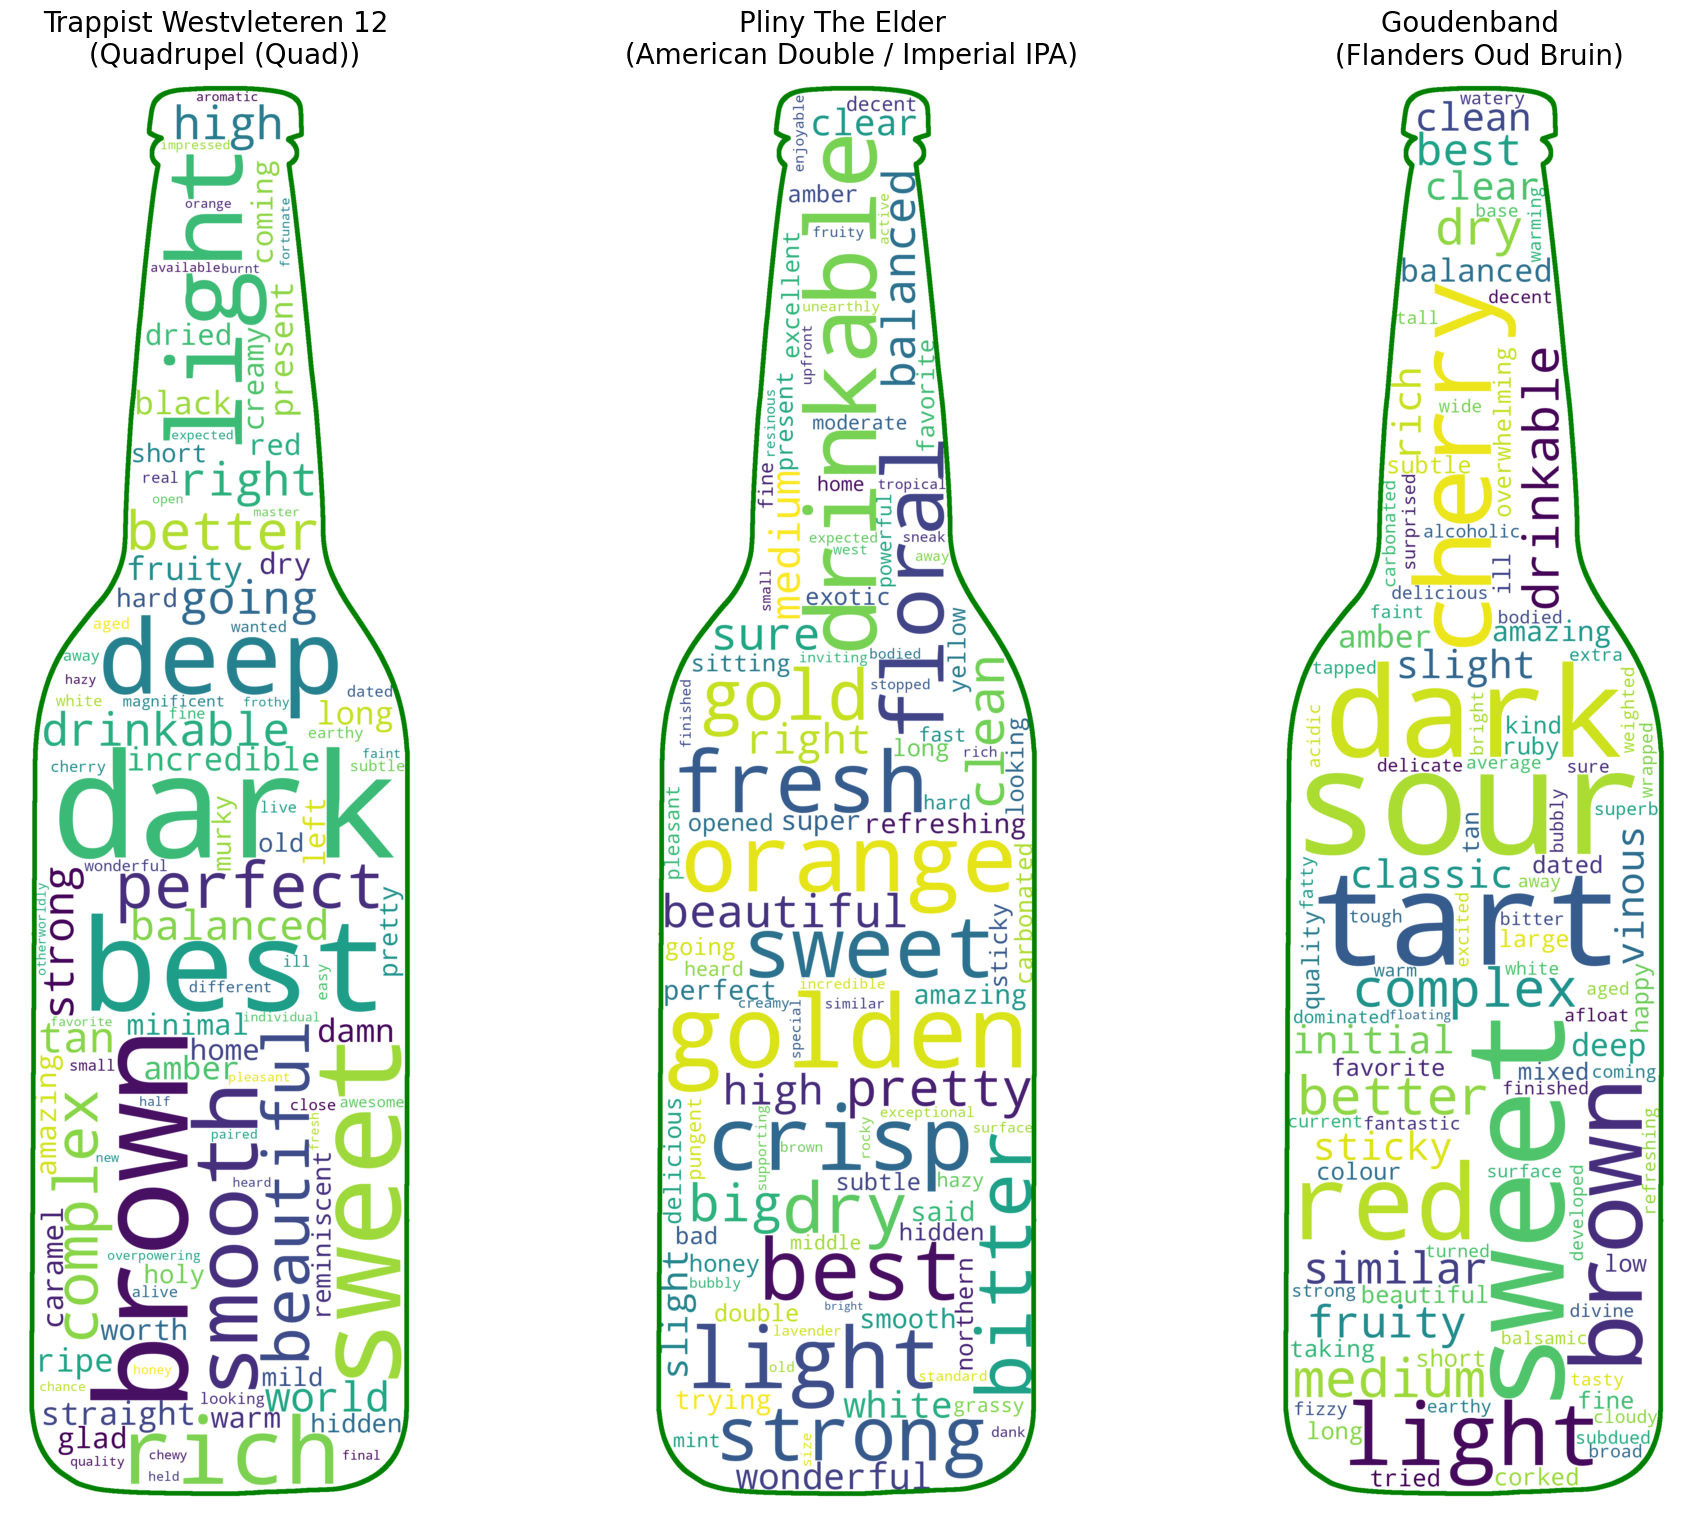 Trappist Westvleteren 12
(Quadrupel (Quad))
aromatic
high
impressed
light
coming
orange
fortunate
available
burnt
present
dried
creamy
black
expected
red
short
real
right
open
master
better
fruity
dry
hard
going
aged
wanted
deep
away
hazy
white
magnificent
frothy
dated
fine
long
drinkable
earthy
incredible
faint
cherry
subtle
dark
live
murky
left
old
wonderful
perfect
strong
otherworldly
balanced
pretty
best
ill
easy
different
favorite
individual
tan
minimal
damn
home
small
amber
pleasant
amazing
brown
half
smooth
beautiful
close
awesome
sweet
complex
paired
fresh
new
heard
reminiscent
caramel
overpowering
holy
alive
worth
ripe
honey
mild
chance
looking
world
straight
warm
hidden
glad
rich
chewy
final
quality
held
Pliny The Elder
(American Double / Imperial IPA)
enjoyable
decent
clear
drinkable
balanced
amber
active
fruity
excellent
unearthly
upfront
favorite
present
resinous
moderate
floral
fine
medium
home
tropical
powerful
expected
sneak
west
away
small
exotic
sure
yellow
sitting
inviting
bodied
clean
gold
stopped
finished
right
fast
long
rich
looking
fresh
hard
pleasant
opened
super
refreshing
orange
carbonated
beautiful
sweet
sticky
going
heard
perfect
incredible
creamy
similar
amazing
special
golden
high
pretty
pungent
delicious
supporting
exceptional
crisp
rocky
surface
brown
bitter
subtle
hazy
big
dry
said
bad
middle
hidden
honey
best
slight
bubbly
northern
double
bright
smooth
light
lavender
old
standard
trying
white
grassy
strong
mint
size
dank
wonderful
Goudenband
(Flanders Oud Bruin)
watery
clean
best
clear
base
warming
dry
balanced
cherry
decent
tall
rich
overwhelming
drinkable
wide
subtle
carbonated
surprised
alcoholic
ill
delicious
faint
bodied
amber
amazing
slight
tapped
extra
dark
acidic
bright
kind
ruby
weighted
delicate
average
sure
wrapped
sour
tan
bubbly
superb
classic
dated
vinous
fatty
away
tart
quality
tough
excited
bitter
large
warm
white
complex
aged
happy
dominated
floating
afloat
initial
sweet
deep
favorite
mixed
coming
better
finished
brown
current
fantastic
refreshing
sticky
colour
surface
developed
red
turned
similar
low
strong
beautiful
divine
fruity
balsamic
taking
short
medium
tasty
fizzy
earthy
fine
light
cloudy
long
subdued
broad
tried
corked